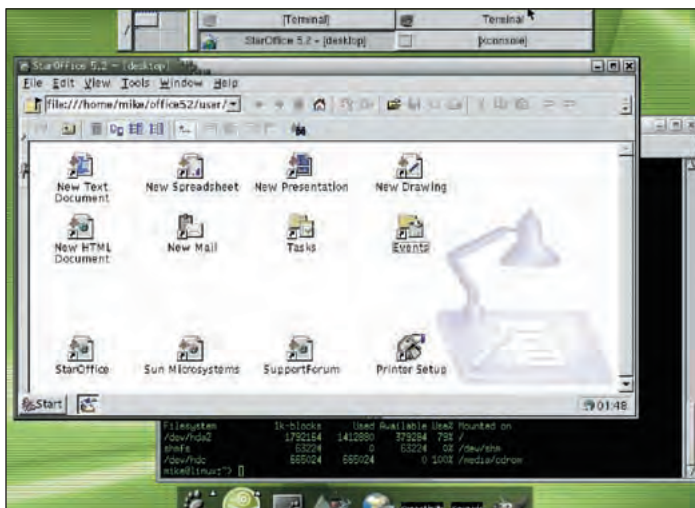 [Terminal]
Terminal
StarOffice 5.2 - [desktop]
[xconsole]
StarOffice 5.2 - [desktop]
File Edit View Tools Window Help
file:///home/mike/office52/user/
New Text Document
New Spreadsheet
New Presentation
New Drawing
New HTML Document
New Mail
Tasks
Events
StarOffice
Sun Microsystems
SupportForum
Printer Setup
Start
01:48
Filesystem 1k-blocks Used Available Use% Mounted on
/dev/hda2 1792164 1412880 379284 79% /
shmfs 63224 0 63224 0% /dev/shm
/dev/hdc 665024 665024 0 100% /media/cdrom
mike@linux:~>